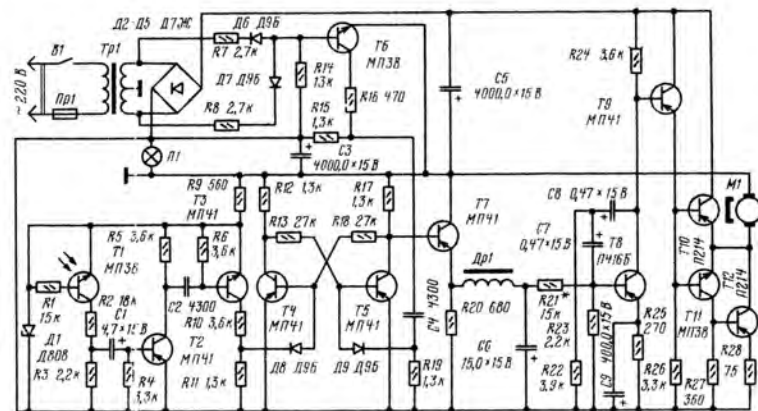 Д2-Д5 Д7Ж
Д6 Д9Б
R7 2,7к
В1
Тр1
~220 В
Пр1
Д7 Д9Б
R8 2,7к
R14
13к
Т6
МП38
R15
1,3к
R16 470
С3
4000,0×15 В
Л1
С5
4000,0×15 В
R24 3,6к
Т9
МП41
М1
R9 560
R12 1,3к
R17
1,3к
Т3
МП41
R5 3,6к
R6
3,6к
R13 27к
R18 27к
Т7
МП41
С8 0,47×15 В
С7
0,47×15 В
Т8
П416Б
Т10
П214
Т1
МП36
R1
15к
R2 18к
С1
4,7×15 В
С2 4300
Т4
МП41
Т5
МП41
С4 4300
Др1
R20 680
R21*
15к
R23
2,2к
R25
270
Т11
МП38
Т12
П214
Д1
Д808
R3 2,2к
R4
3,3к
Т2
МП41
R10 3,6к
R11 1,3к
Д8 Д9Б
Д9 Д9Б
R19
1,3к
С6
15,0×15 В
R22
3,9к
С9 400,0×15 В
R26
3,3к
R27
360
R28
75